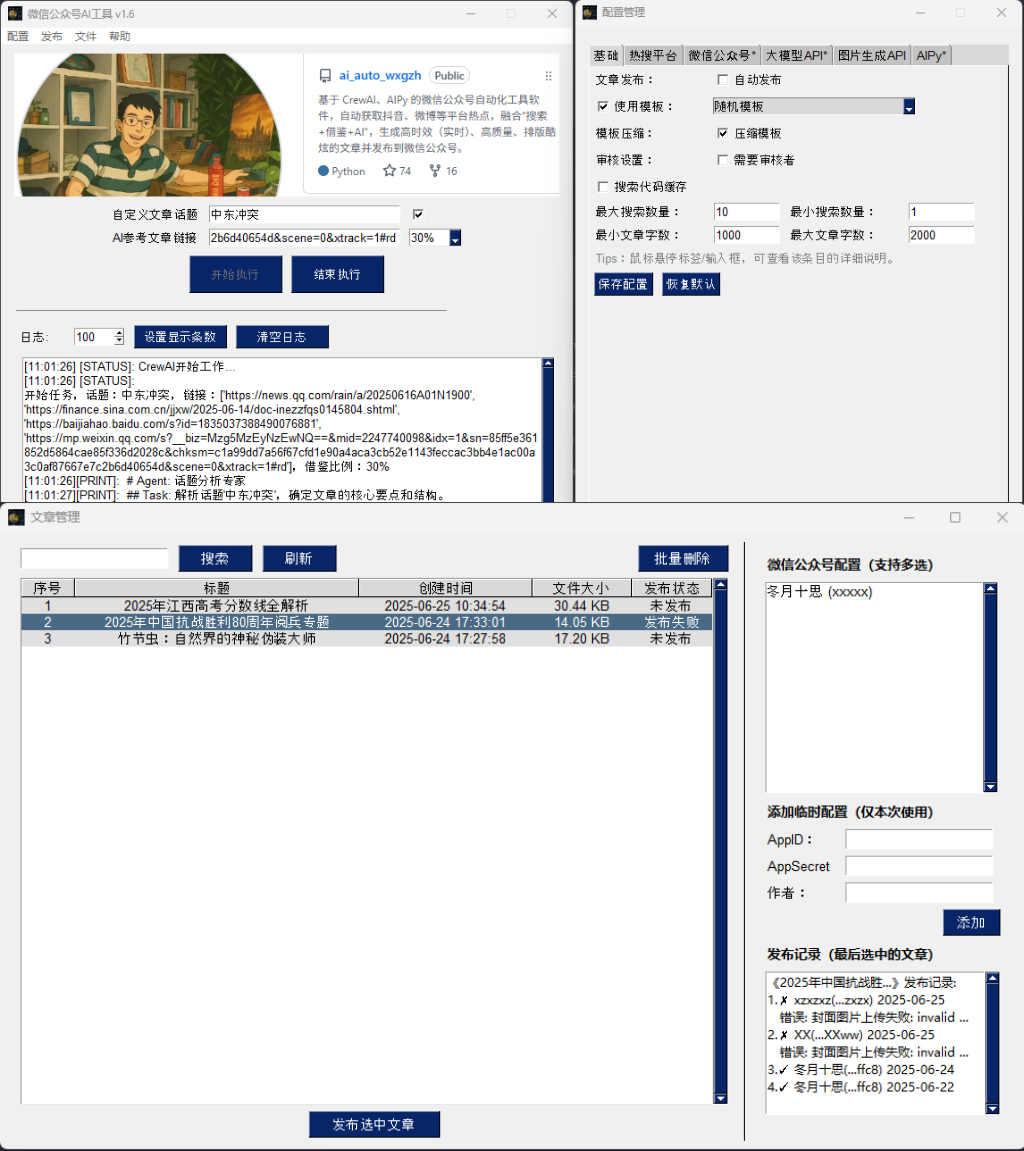 微信公众号AI工具 v1.6
配置 发布 文件 帮助
ai_auto_wxgzh Public
基于 CrewAI、AIPy 的微信公众号自动化工具软
件，自动获取抖音、微博等平台热点，融合“搜索
+借鉴+AI”，生成高时效（实时）、高质量、排版酷
炫的文章并发布到微信公众号。
Python 74 16
自定义文章话题 中东冲突
AI参考文章链接 2b6d40654d&scene=0&xtrack=1#rd 30%
开始执行 结束执行
日志: 100 设置显示条数 清空日志
[11:01:26] [STATUS]: CrewAI开始工作...
[11:01:26] [STATUS]:
开始任务，话题：中东冲突，链接：['https://news.qq.com/rain/a/20250616A01N1900',
'https://finance.sina.com.cn/jjxw/2025-06-14/doc-inezzfqs0145804.shtml',
'https://baijiahao.baidu.com/s?id=1835037388490076881',
'https://mp.weixin.qq.com/s?__biz=Mzg5MzEyNzEwNQ==&mid=2247740098&idx=1&sn=85ff5e361
852d5864cae85f336d2028c&chksm=c1a99dd7a56f67cfd1e90a4aca3cb52e1143feccac3bb4e1ac00a
3c0af87667e7c2b6d40654d&scene=0&xtrack=1#rd']，借鉴比例：30%
[11:01:26][PRINT]: # Agent: 话题分析专家
[11:01:27][PRINT]: ## Task: 解析话题'中东冲突'，确定文章的核心要点和结构。
配置管理
基础 热搜平台 微信公众号* 大模型API* 图片生成API AIPy*
文章发布： 自动发布
使用模板： 随机模板
模板压缩： 压缩模板
审核设置： 需要审核者
搜索代码缓存
最大搜索数量： 10 最小搜索数量： 1
最小文章字数： 1000 最大文章字数： 2000
Tips：鼠标悬停标签/输入框，可查看该条目的详细说明。
保存配置 恢复默认
文章管理
搜索 刷新 批量删除
序号 标题 创建时间 文件大小 发布状态
1 2025年江西高考分数线全解析 2025-06-25 10:34:54 30.44 KB 未发布
2 2025年中国抗战胜利80周年阅兵专题 2025-06-24 17:33:01 14.05 KB 发布失败
3 竹节虫：自然界的神秘伪装大师 2025-06-24 17:27:58 17.20 KB 未发布
发布选中文章
微信公众号配置（支持多选）
冬月十思 (xxxxx)
添加临时配置（仅本次使用）
AppID：
AppSecret
作者：
添加
发布记录（最后选中的文章）
《2025年中国抗战胜...》发布记录:
1.✗ xzxzxz(...zxzx) 2025-06-25
错误: 封面图片上传失败: invalid ...
2.✗ XX(...XXww) 2025-06-25
错误: 封面图片上传失败: invalid ...
3.✓ 冬月十思(...ffc8) 2025-06-24
4.✓ 冬月十思(...ffc8) 2025-06-22